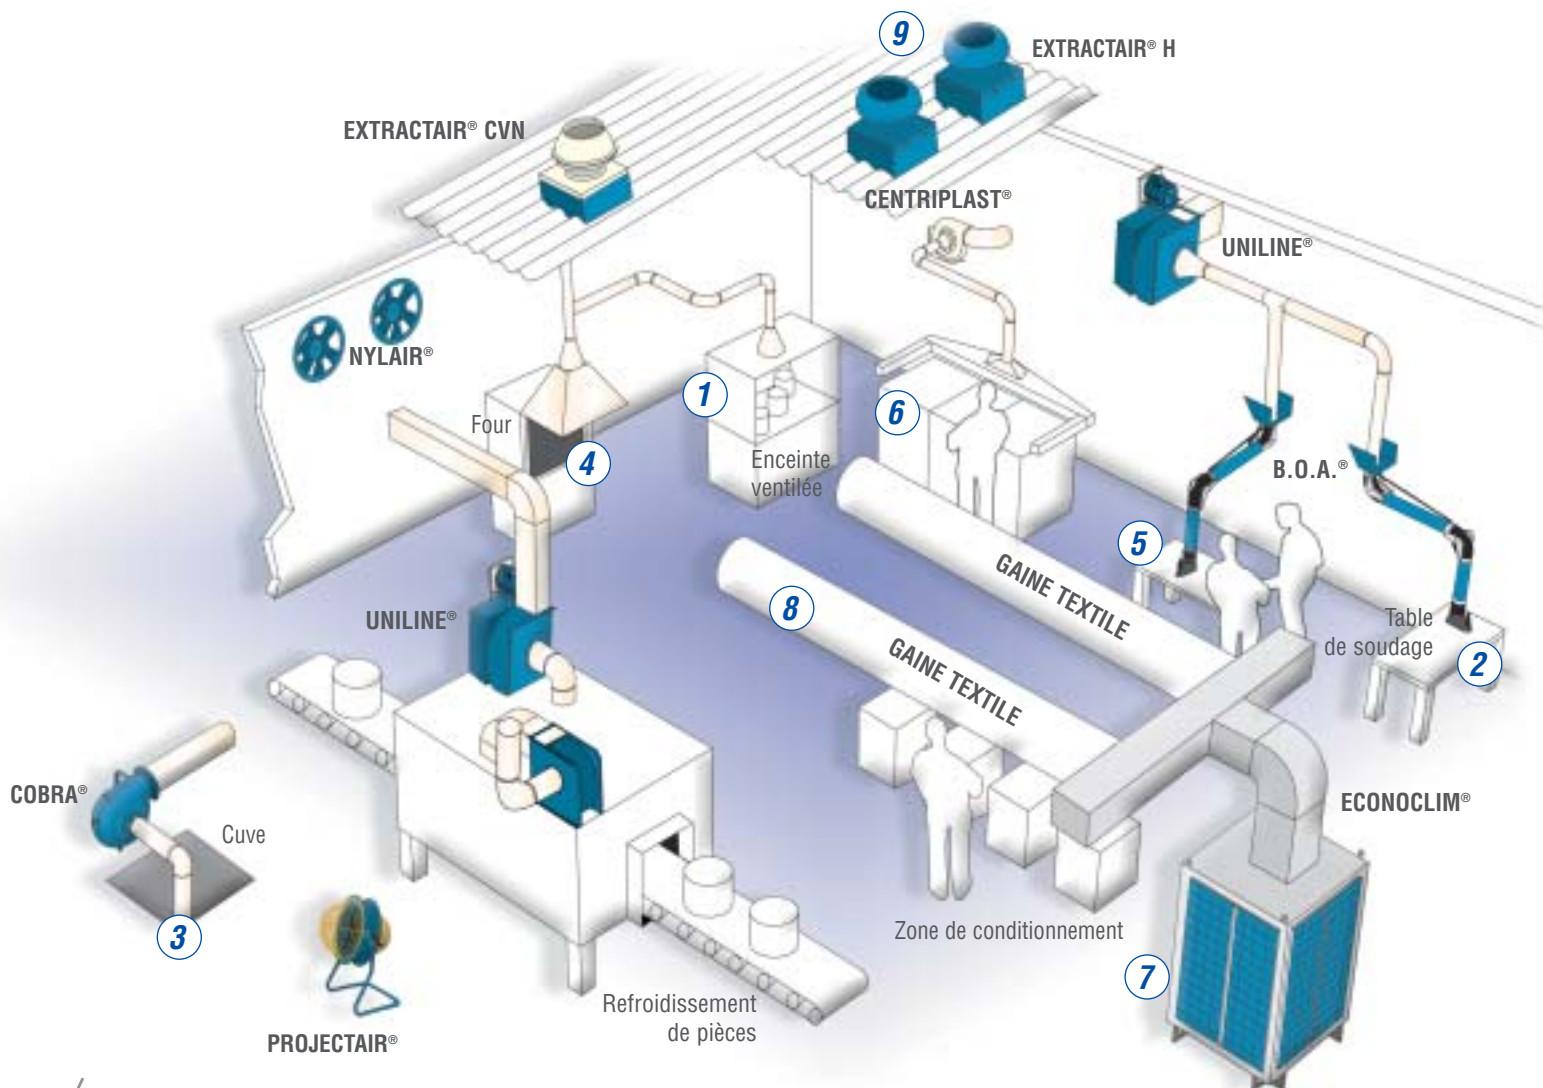 9
EXTRACTAIR® H
EXTRACTAIR® CVN
CENTRIPLAST®
UNILINE®
NYLAIR®
1
6
Four
4
Enceinte
ventilée
B.O.A.®
5
GAINE TEXTILE
8
UNILINE®
GAINE TEXTILE
Table
de soudage
2
COBRA®
Cuve
ECONOCLIM®
3
Zone de conditionnement
7
Refroidissement
de pièces
PROJECTAIR®